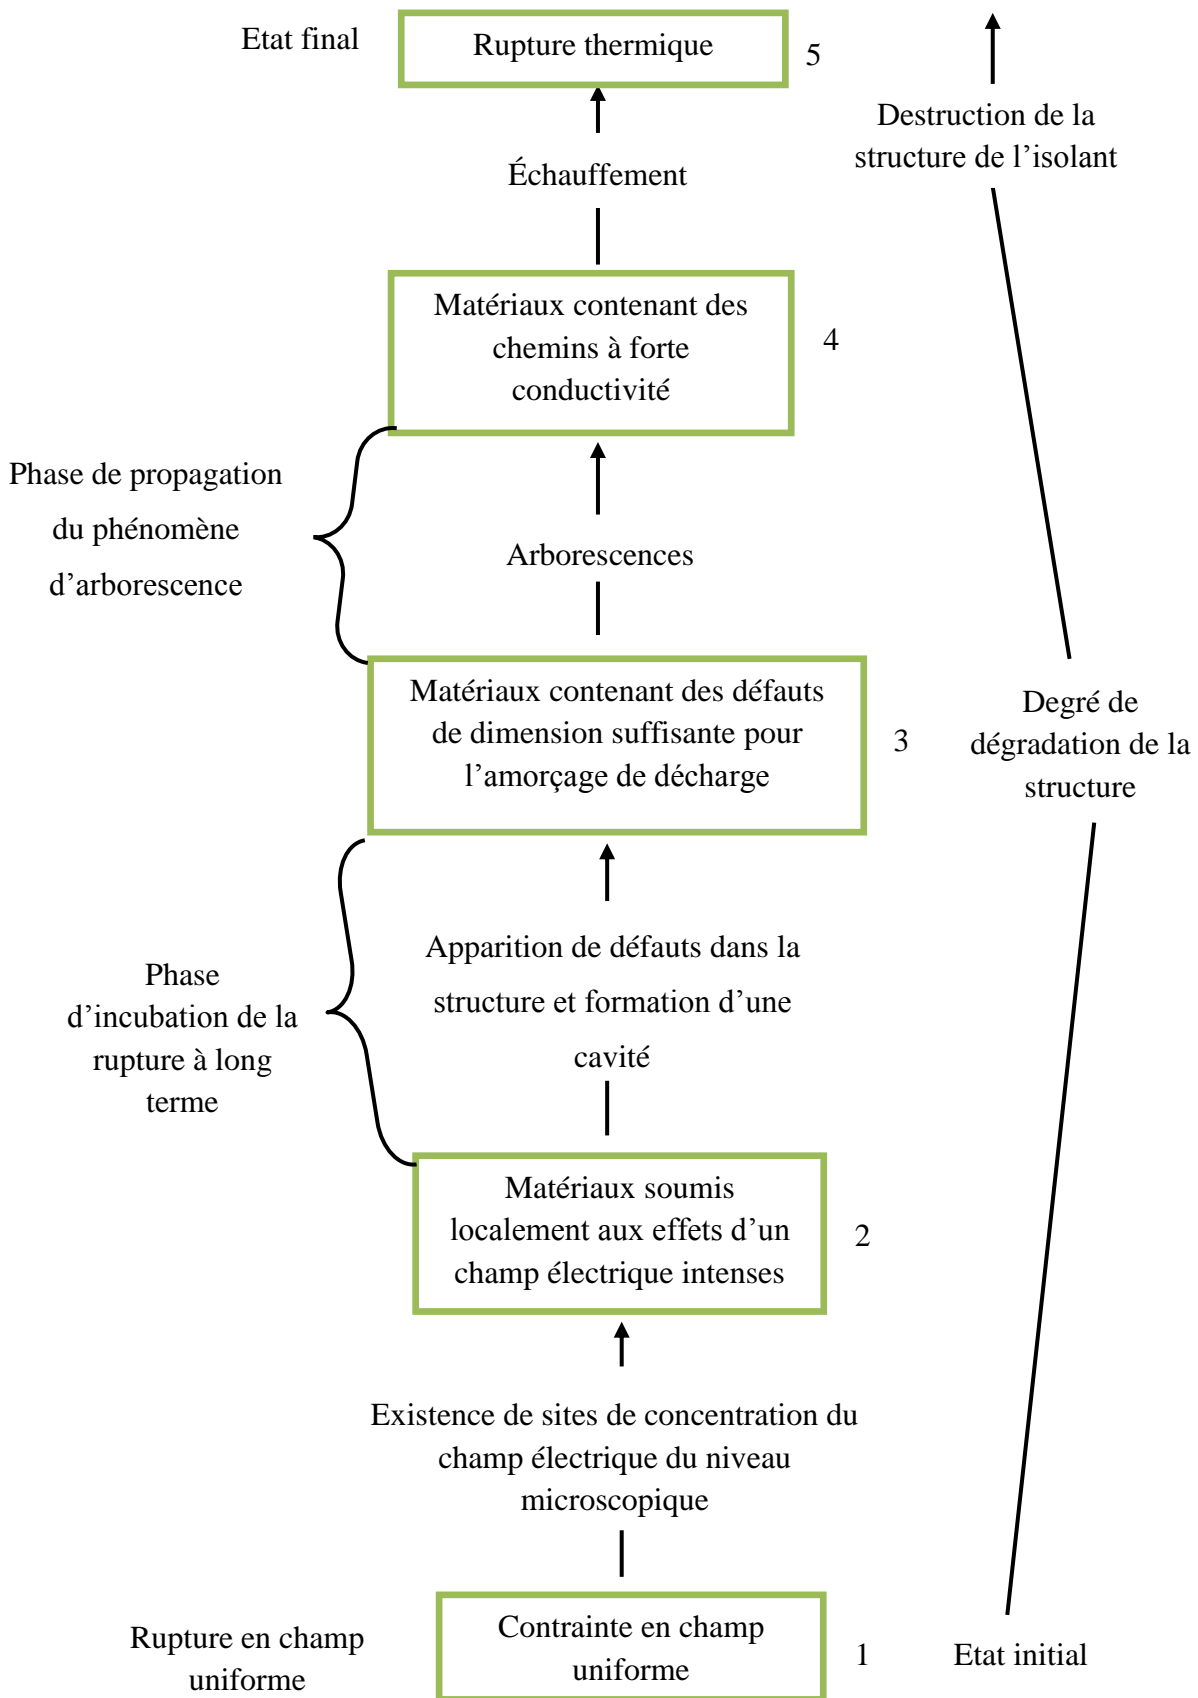 Etat final
Rupture thermique
5
Destruction de la
structure de l’isolant
Échauffement
Matériaux contenant des
chemins à forte
conductivité
4
Phase de propagation
du phénomène
d’arborescence
Arborescences
Matériaux contenant des défauts
de dimension suffisante pour
l’amorçage de décharge
3
Degré de
dégradation de la
structure
Apparition de défauts dans la
structure et formation d’une
cavité
Phase
d’incubation de la
rupture à long
terme
Matériaux soumis
localement aux effets d’un
champ électrique intenses
2
Existence de sites de concentration du
champ électrique du niveau
microscopique
Rupture en champ
uniforme
Contrainte en champ
uniforme
1
Etat initial